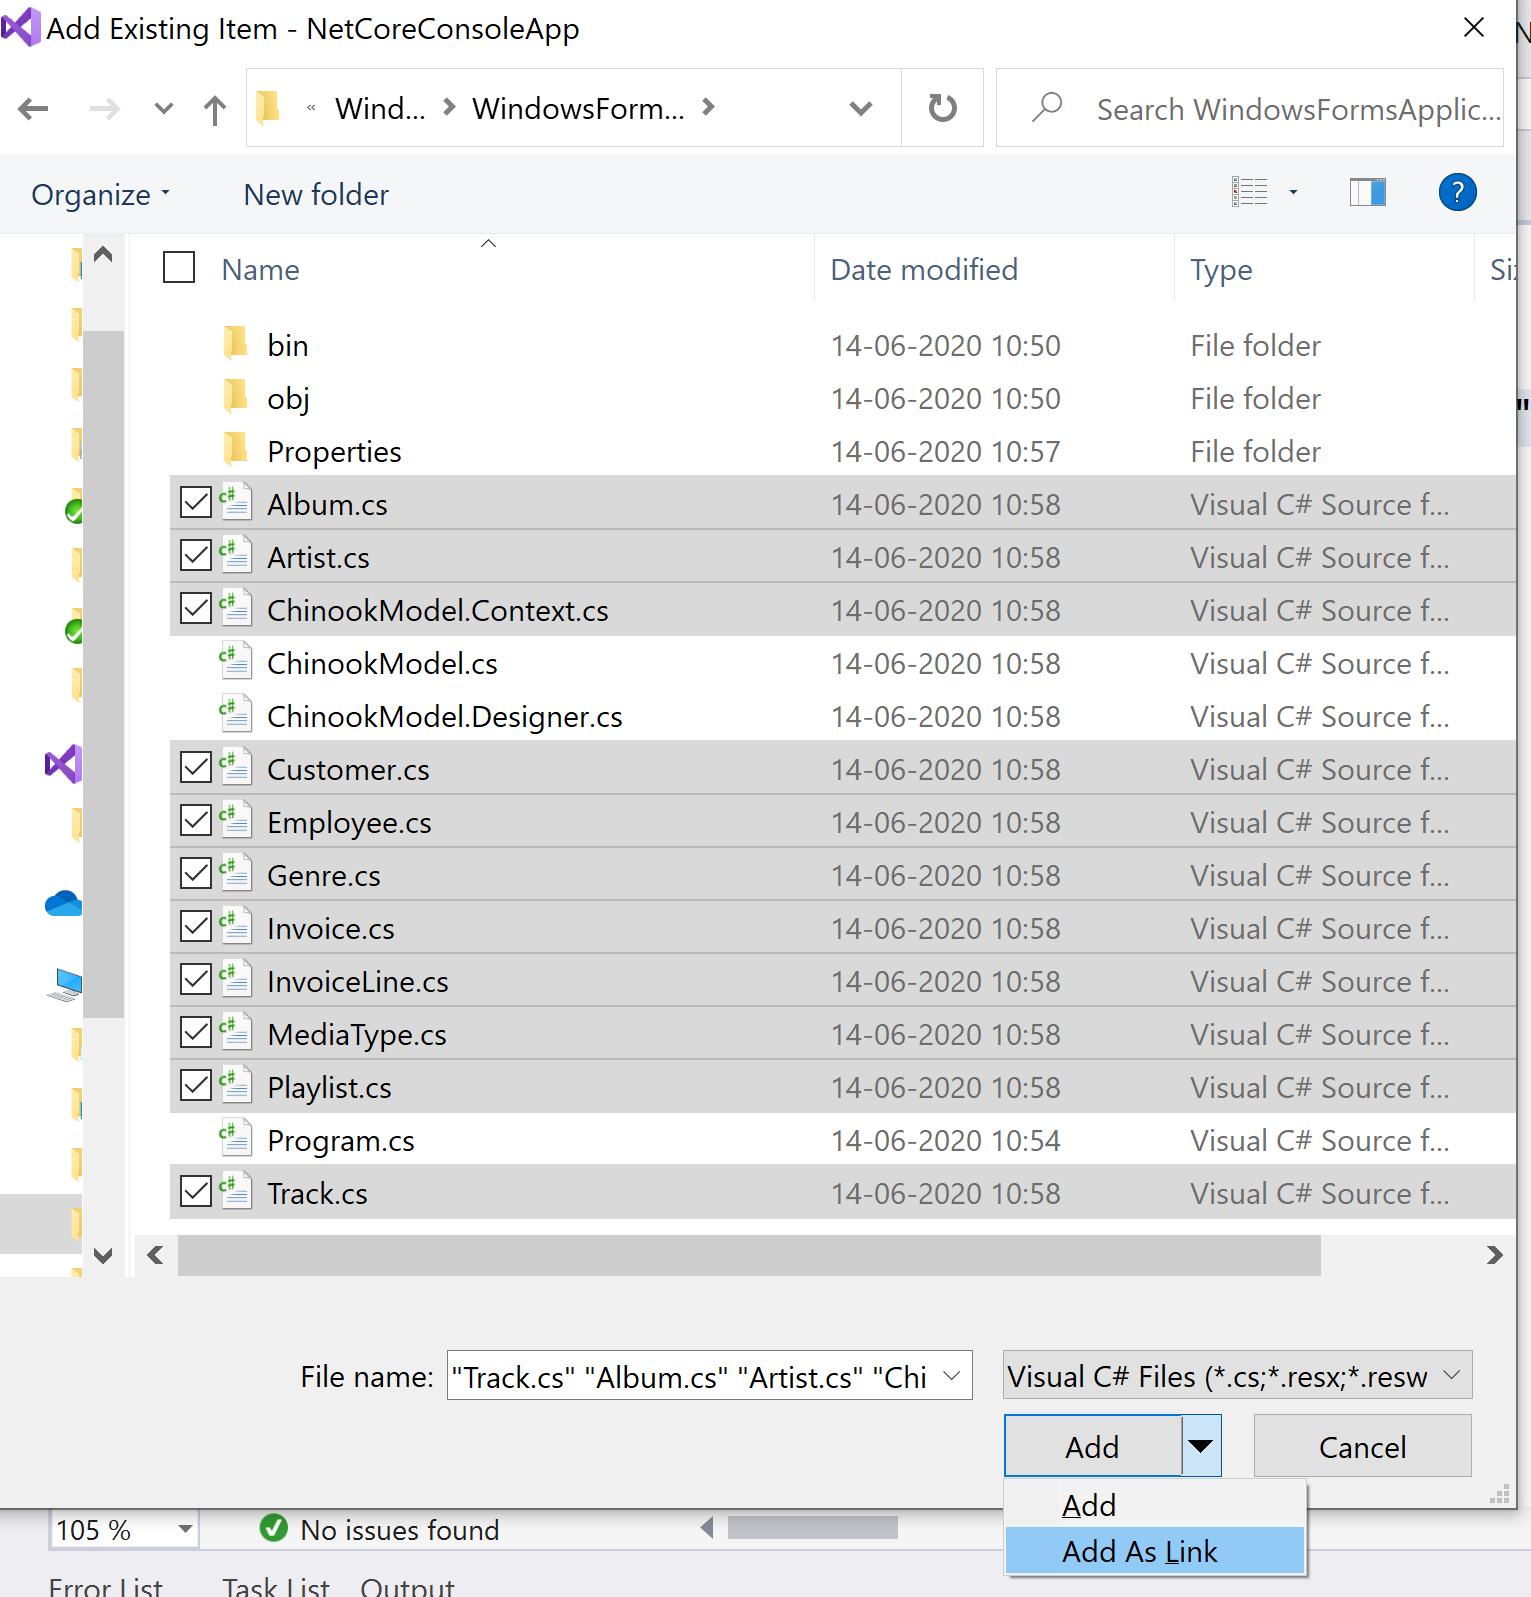 Add Existing Item - NetCoreConsoleApp
« Wind... WindowsForm... Search WindowsFormsApplic...
Organize New folder ?
Name Date modified Type
bin 14-06-2020 10:50 File folder
obj 14-06-2020 10:50 File folder
Properties 14-06-2020 10:57 File folder
Album.cs 14-06-2020 10:58 Visual C# Source f...
Artist.cs 14-06-2020 10:58 Visual C# Source f...
ChinookModel.Context.cs 14-06-2020 10:58 Visual C# Source f...
ChinookModel.cs 14-06-2020 10:58 Visual C# Source f...
ChinookModel.Designer.cs 14-06-2020 10:58 Visual C# Source f...
Customer.cs 14-06-2020 10:58 Visual C# Source f...
Employee.cs 14-06-2020 10:58 Visual C# Source f...
Genre.cs 14-06-2020 10:58 Visual C# Source f...
Invoice.cs 14-06-2020 10:58 Visual C# Source f...
InvoiceLine.cs 14-06-2020 10:58 Visual C# Source f...
MediaType.cs 14-06-2020 10:58 Visual C# Source f...
Playlist.cs 14-06-2020 10:58 Visual C# Source f...
Program.cs 14-06-2020 10:54 Visual C# Source f...
Track.cs 14-06-2020 10:58 Visual C# Source f...
File name: "Track.cs" "Album.cs" "Artist.cs" "Chi Visual C# Files (*.cs;*.resx;*.resw
Add Cancel
Add
Add As Link
105 % No issues found
Error List Task List Output